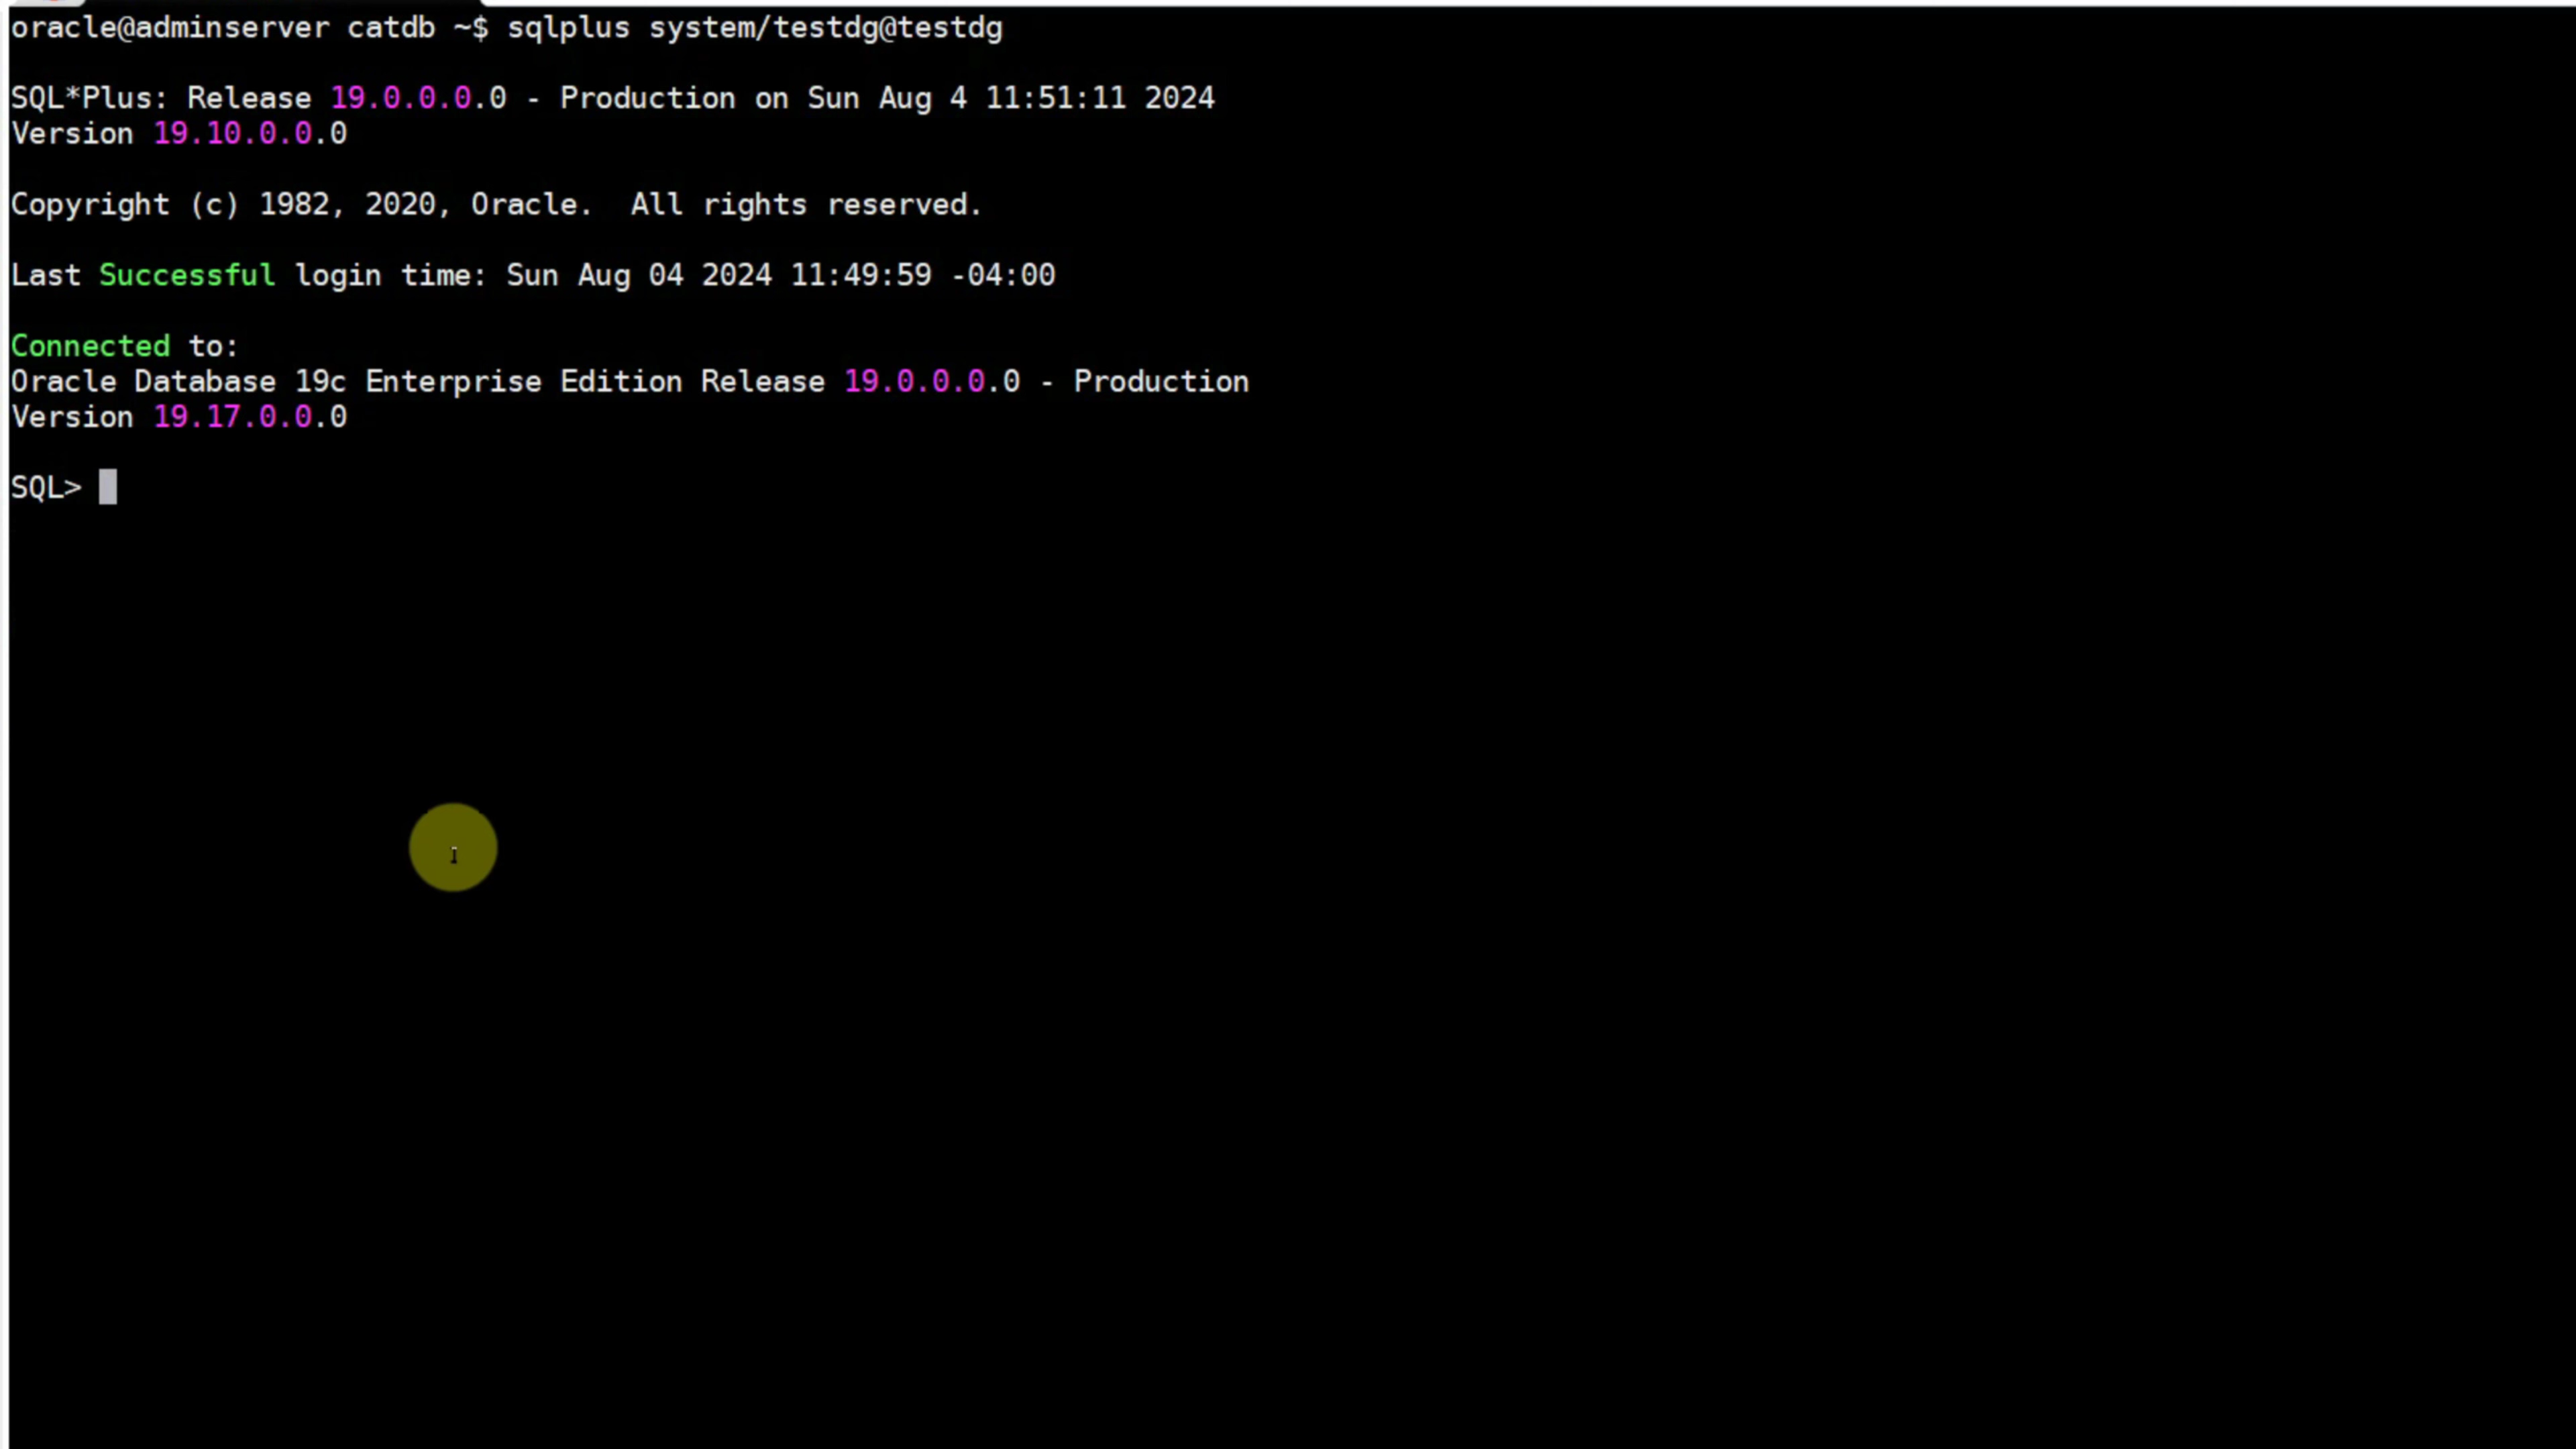 oracle@adminserver catdb ~$ sqlplus system/testdg@testdg
SQL*Plus: Release 19.0.0.0.0 - Production on Sun Aug 4 11:51:11 2024
Version 19.10.0.0.0
Copyright (c) 1982, 2020, Oracle.  All rights reserved.
Last Successful login time: Sun Aug 04 2024 11:49:59 -04:00
Connected to:
Oracle Database 19c Enterprise Edition Release 19.0.0.0.0 - Production
Version 19.17.0.0.0
SQL>